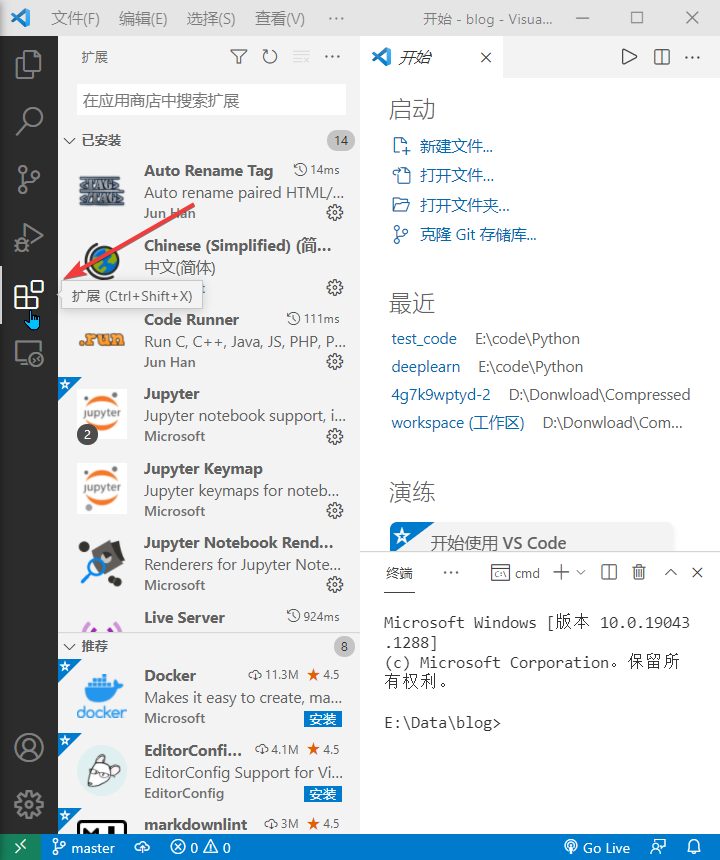 文件(F) 编辑(E) 选择(S) 查看(V) ··· 开始 - blog - Visua...
扩展
在应用商店中搜索扩展
已安装 14
Auto Rename Tag 14ms
Auto rename paired HTML/...
Jun Han
Chinese (Simplified) (简...
中文(简体)
扩展 (Ctrl+Shift+X)
Code Runner 111ms
.run
Run C, C++, Java, JS, PHP, P...
Jun Han
Jupyter
jupyter
2
Jupyter notebook support, i...
Microsoft
Jupyter Keymap
jupyter
Jupyter keymaps for noteb...
Microsoft
Jupyter Notebook Rend...
Renderers for Jupyter Note...
Microsoft
Live Server 924ms
推荐 8
Docker 11.3M 4.5
docker
Makes it easy to create, ma...
Microsoft 安装
EditorConfi... 4.1M 4.5
EditorConfig Support for Vi...
EditorConfig 安装
markdownlint 3M 4.5
开始
启动
新建文件...
打开文件...
打开文件夹...
克隆 Git 存储库...
最近
test_code E:\code\Python
deeplearn E:\code\Python
4g7k9wptyd-2 D:\Donwload\Compressed
workspace (工作区) D:\Donwload\Com...
演练
开始使用 VS Code
终端 ··· cmd
Microsoft Windows [版本 10.0.19043
.1288]
(c) Microsoft Corporation。保留所
有权利。
E:\Data\blog>
master 0 0 Go Live